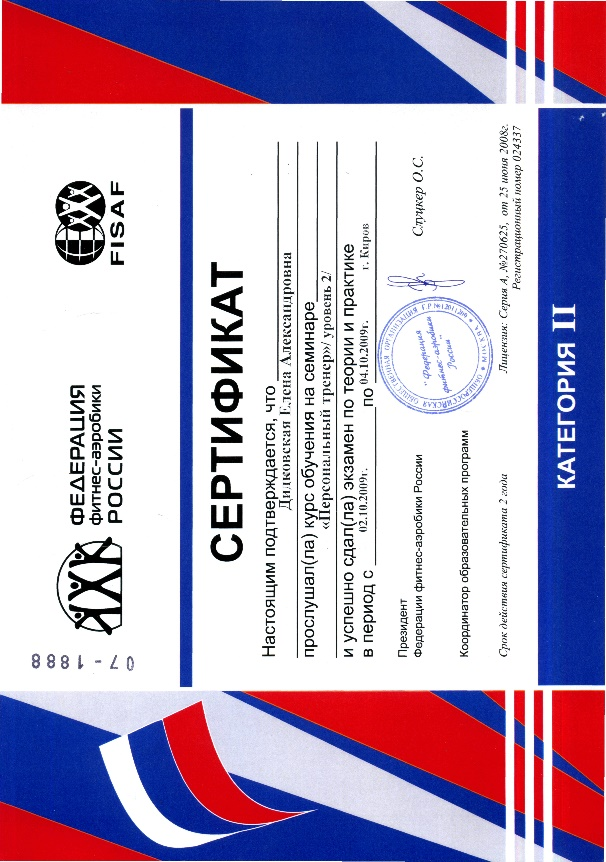 07-1888
ФЕДЕРАЦИЯ
фитнес-аэробики
РОССИИ
FISAF
СЕРТИФИКАТ
Настоящим подтверждается, что
Дилковская Елена Александровна
прослушал(ла) курс обучения на семинаре
«Персональный тренер»/ уровень 2/
и успешно сдал(ла) экзамен по теории и практике
в период с 02.10.2009г. по 04.10.2009г. г. Киров
Президент
Федерации фитнес-аэробики России
Слуцкер О.С.
"Федерация
фитнес-аэробики
России"
Координатор образовательных программ
Срок действия сертификата 2 года
Лицензия: Серия А, №270625, от 25 июня 2008г.
Регистрационный номер 024337
КАТЕГОРИЯ II